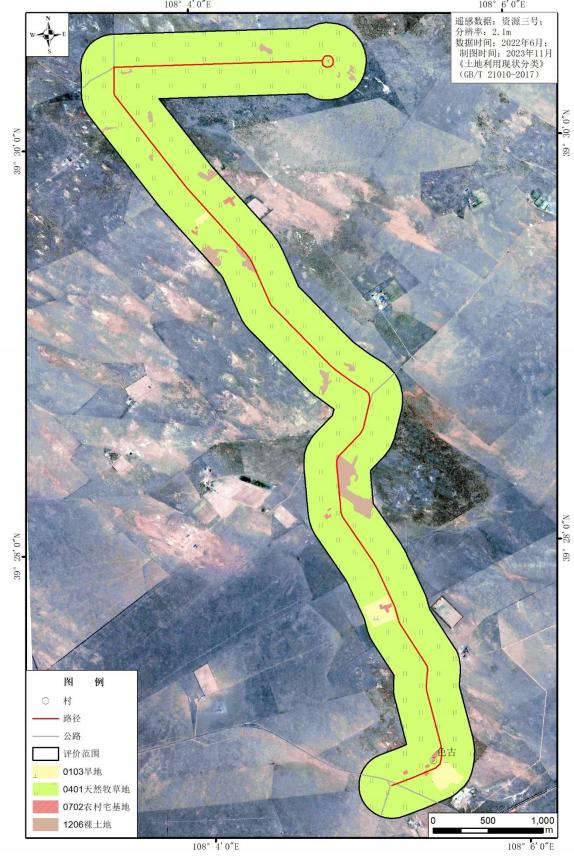 108° 4′ 0″E
108° 6′ 0″E
N
W
E
S
遥感数据：资源三号；
分辨率：2.1m
数据时间：2022年6月；
制图时间：2023年11月
《土地利用现状分类》
（GB/T 21010-2017）
39° 30′ 0″N
39° 30′ 0″N
39° 28′ 0″N
39° 28′ 0″N
色古
图 例
村
路径
公路
评价范围
0103旱地
0401天然牧草地
0702农村宅基地
1206裸土地
0 500 1,000
m
108° 4′ 0″E
108° 6′ 0″E